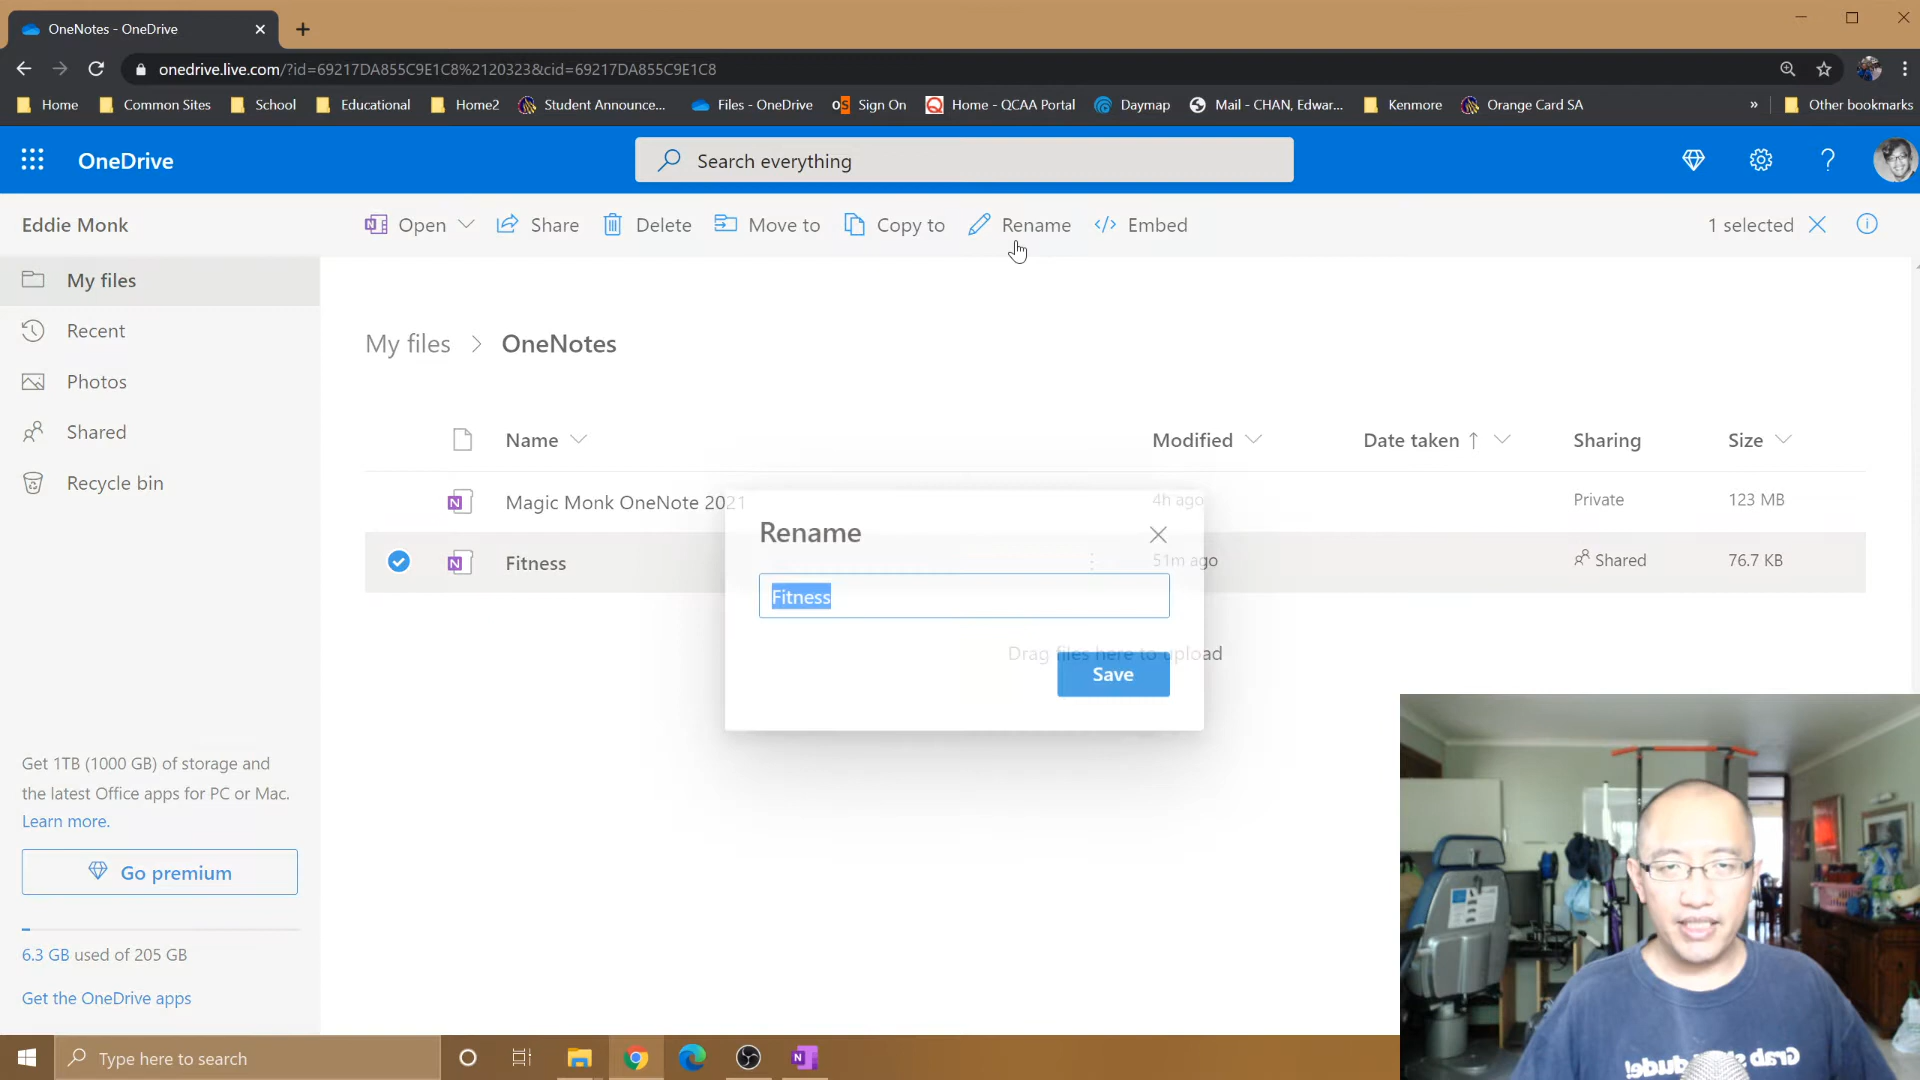 OneNotes - OneDrive
onedrive.live.com/?id=69217DA855C9E1C8%2120323&cid=69217DA855C9E1C8
Home Common Sites School Educational Home2 Student Announce... Files - OneDrive Sign On Home - QCAA Portal Daymap Mail - CHAN, Edwar... Kenmore Orange Card SA » Other bookmarks
OneDrive Search everything ?
Eddie Monk Open Share Delete Move to Copy to Rename Embed 1 selected
My files
Recent
Photos
Shared
Recycle bin
My files > OneNotes
Name Modified Date taken ↑ Sharing Size
Magic Monk OneNote 2021 4h ago Private 123 MB
Fitness 51m ago Shared 76.7 KB
Rename
Fitness
Drag files here to upload
Save
Get 1TB (1000 GB) of storage and
the latest Office apps for PC or Mac.
Learn more.
Go premium
6.3 GB used of 205 GB
Get the OneDrive apps
Type here to search